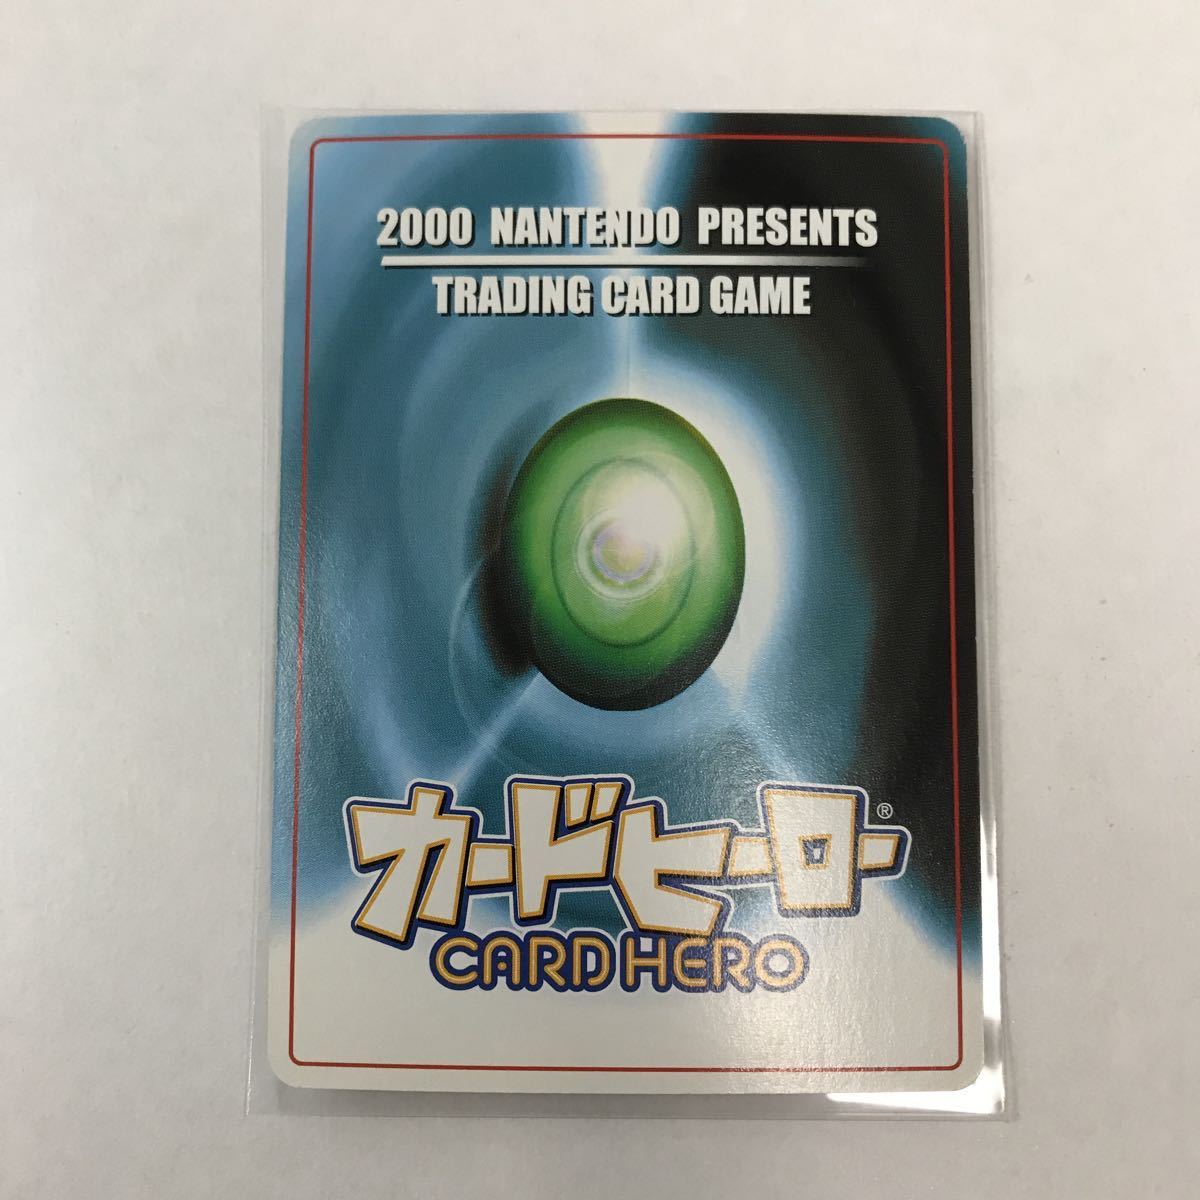 2000 NANTENDO PRESENTS
TRADING CARD GAME
カードヒーロー®
CARD HERO